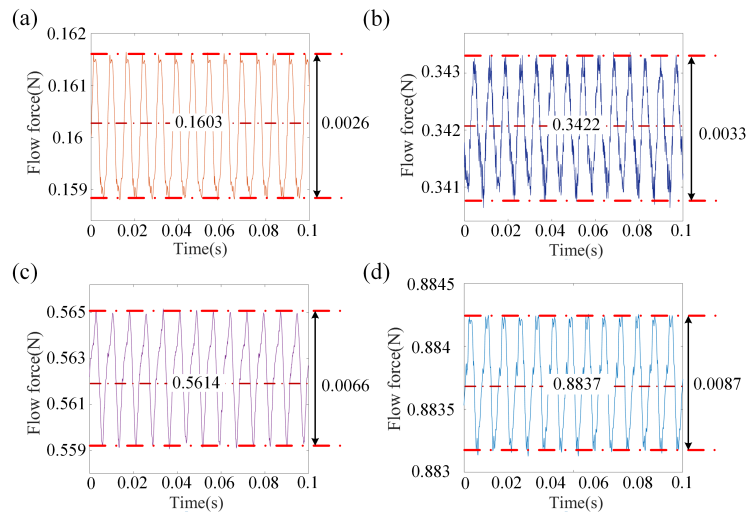 (a)
0.162
0.161
0.16
0.159
Flow force(N)
0.1603
0.0026
0 0.02 0.04 0.06 0.08 0.1
Time(s)
(b)
0.343
0.342
0.341
Flow force(N)
0.3422
0.0033
0 0.02 0.04 0.06 0.08 0.1
Time(s)
(c)
0.565
0.563
0.561
0.559
Flow force(N)
0.5614
0.0066
0 0.02 0.04 0.06 0.08 0.1
Time(s)
(d)
0.8845
0.884
0.8835
0.883
Flow force(N)
0.8837
0.0087
0 0.02 0.04 0.06 0.08 0.1
Time(s)